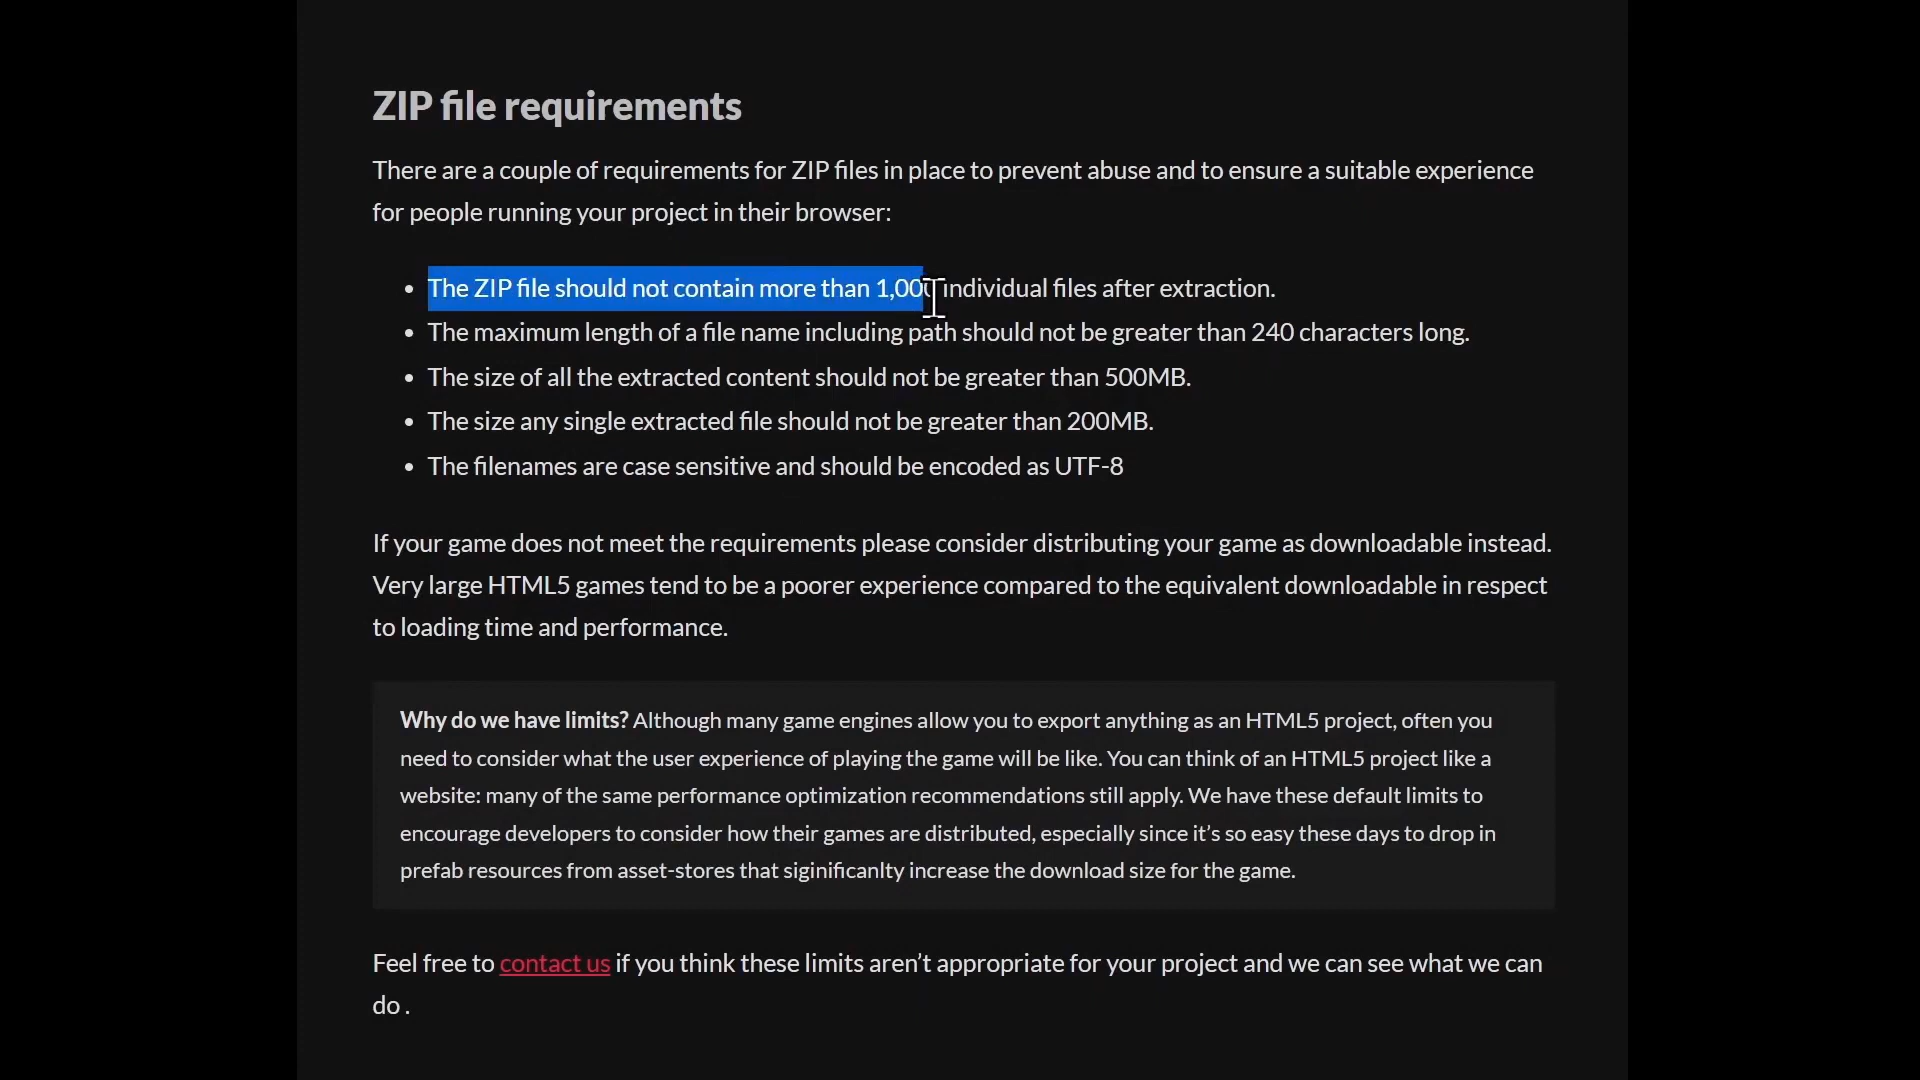 ZIP file requirements
There are a couple of requirements for ZIP files in place to prevent abuse and to ensure a suitable experience
for people running your project in their browser:
• The ZIP file should not contain more than 1,000 individual files after extraction.
• The maximum length of a file name including path should not be greater than 240 characters long.
• The size of all the extracted content should not be greater than 500MB.
• The size any single extracted file should not be greater than 200MB.
• The filenames are case sensitive and should be encoded as UTF-8
If your game does not meet the requirements please consider distributing your game as downloadable instead.
Very large HTML5 games tend to be a poorer experience compared to the equivalent downloadable in respect
to loading time and performance.
Why do we have limits? Although many game engines allow you to export anything as an HTML5 project, often you
need to consider what the user experience of playing the game will be like. You can think of an HTML5 project like a
website: many of the same performance optimization recommendations still apply. We have these default limits to
encourage developers to consider how their games are distributed, especially since it’s so easy these days to drop in
prefab resources from asset-stores that siginificanlty increase the download size for the game.
Feel free to contact us if you think these limits aren’t appropriate for your project and we can see what we can
do .